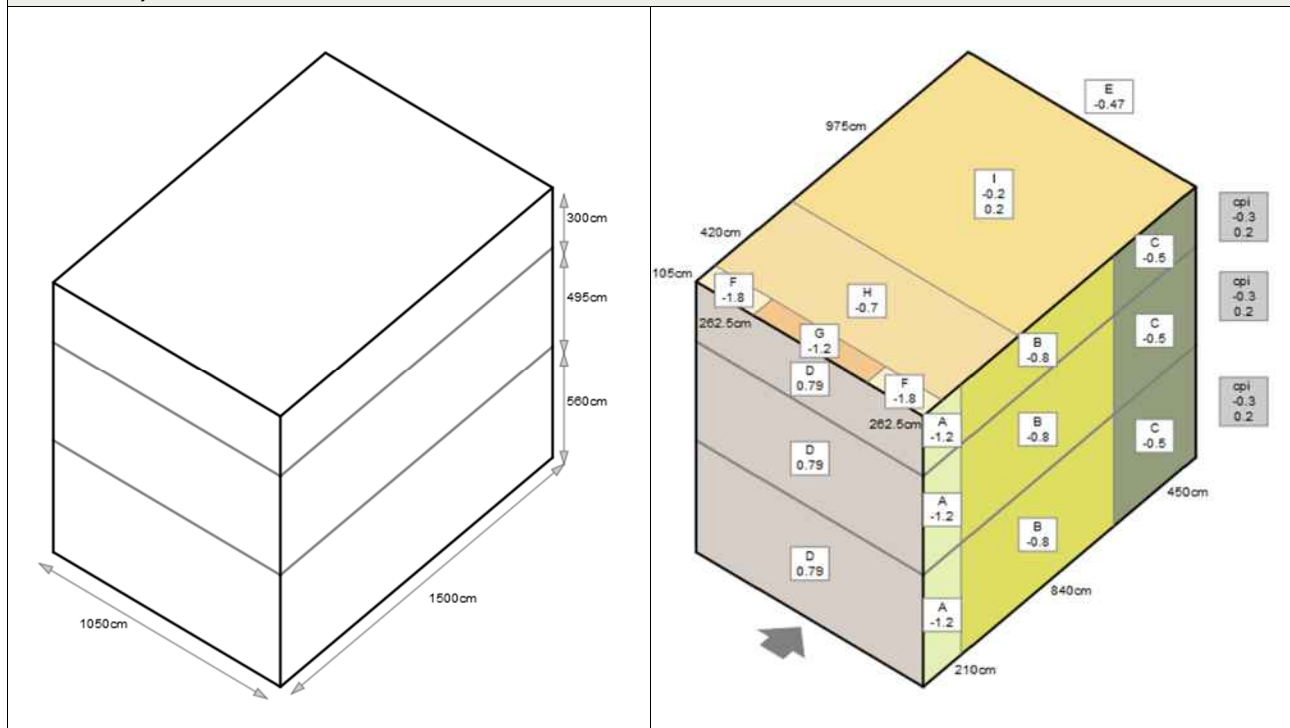 300cm
495cm
560cm
1500cm
1050cm
E
-0.47
975cm
I
-0.2
0.2
cpi
-0.3
0.2
420cm
C
-0.5
105cm
F
-1.8
H
-0.7
cpi
-0.3
0.2
262.5cm
G
-1.2
B
-0.8
C
-0.5
D
0.79
F
-1.8
cpi
-0.3
0.2
262.5cm
A
-1.2
B
-0.8
C
-0.5
D
0.79
A
-1.2
450cm
B
-0.8
D
0.79
840cm
A
-1.2
210cm